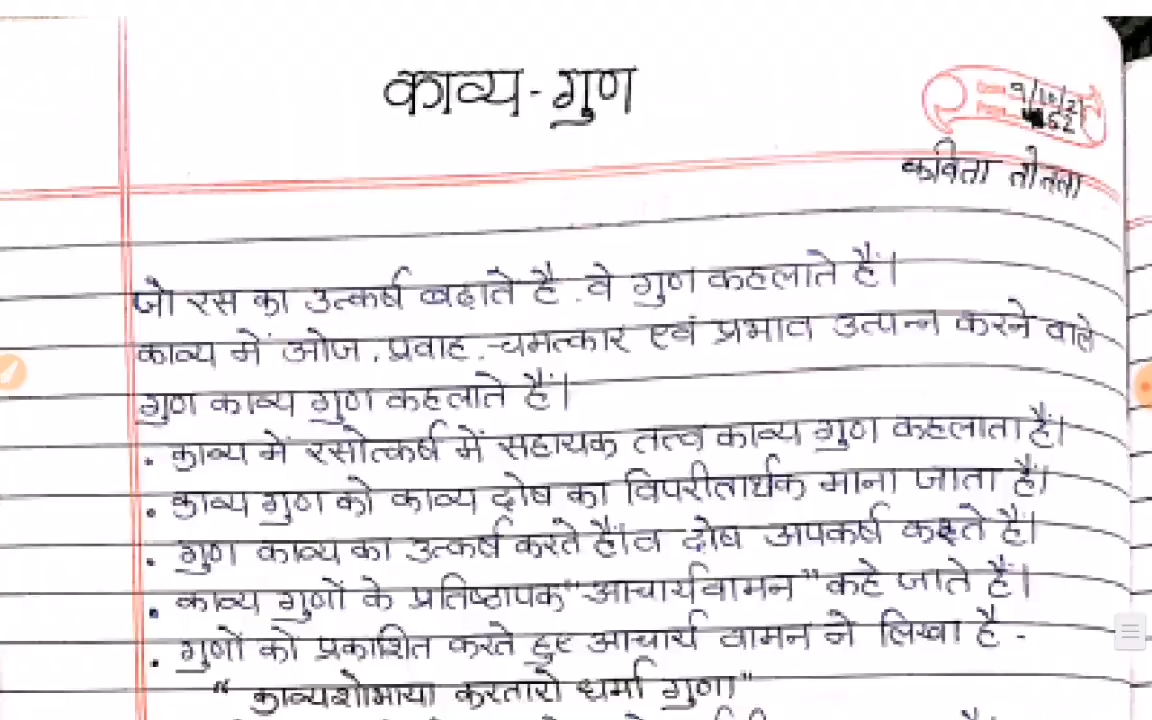 काव्य-गुण
कविता तोतला
जो रस का उत्कर्ष बढाते है. वे गुण कहलाते हैं।
काव्य में ओज, प्रवाह, चमत्कार एवं प्रभाव उत्पन्न करने वाले
गुण काव्य गुण कहलाते हैं।
. काव्य में रसोत्कर्ष में सहायक तत्व काव्य गुण कहलाता हैं।
. काव्य गुण को काव्य दोष का विपरीतार्थक माना जाता हैं।
. गुण काव्य का उत्कर्ष करते हैं। व दोष अपकर्ष करते है।
. काव्य गुणों के प्रतिष्ठापक "आचार्य वामन" कहे जाते हैं।
. गुणों को प्रकाशित करते हुए आचार्य वामन ने लिखा है -
"काव्यशोभाया करतारो धर्मा गुणा"